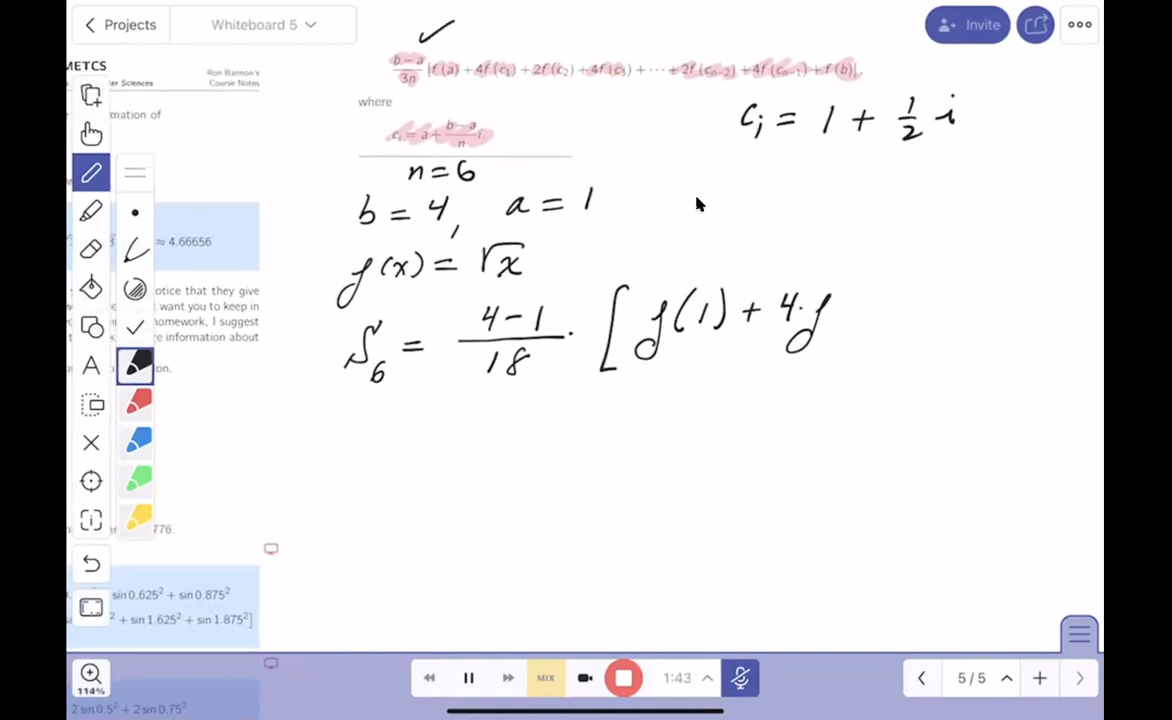 Projects
Whiteboard 5
Invite
METCS
er Sciences
Ron Bannon's
Course Notes
mation of
≈ 4.66656
otice that they give
want you to keep in
homework, I suggest
e information about
on.
776.
sin 0.625² + sin 0.875²
² + sin 1.625² + sin 1.875²]
2 sin 0.5² + 2 sin 0.75²
b−a/3n [f(a) + 4f(c₁) + 2f(c₂) + 4f(c₃) + ⋯ + 2f(cₙ₋₂) + 4f(cₙ₋₁) + f(b)],
where
cᵢ = a + b−a/n i.
cᵢ = 1 + 1/2 i
n = 6
b = 4, a = 1
f(x) = √x
S₆ = 4−1/18 · [f(1) + 4·f
A
114%
MIX
1:43
5/5